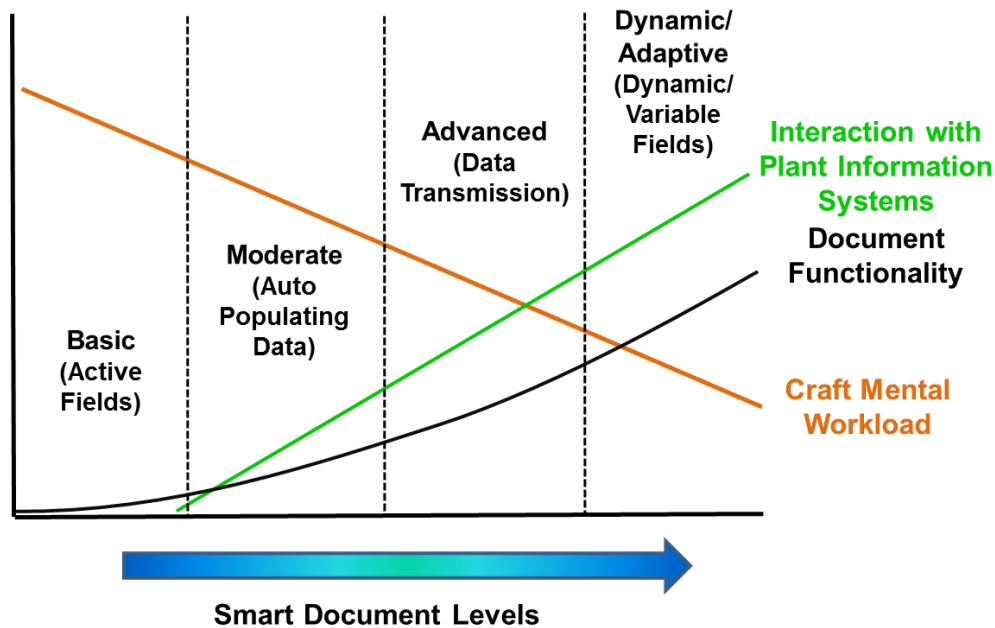 Basic
(Active
Fields)
Moderate
(Auto
Populating
Data)
Advanced
(Data
Transmission)
Dynamic/
Adaptive
(Dynamic/
Variable
Fields)
Interaction with
Plant Information
Systems
Document
Functionality
Craft Mental
Workload
Smart Document Levels